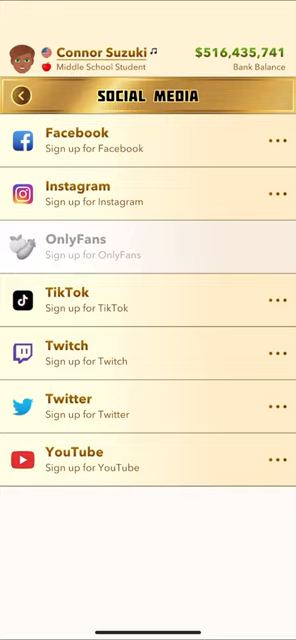 Connor Suzuki
$516,435,741
Middle School Student
Bank Balance
SOCIAL MEDIA
Facebook
Sign up for Facebook
Instagram
Sign up for Instagram
OnlyFans
Sign up for OnlyFans
TikTok
Sign up for TikTok
Twitch
Sign up for Twitch
Twitter
Sign up for Twitter
YouTube
Sign up for YouTube